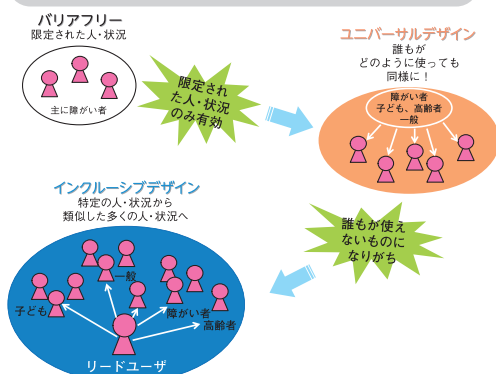 バリアフリー
限定された人・状況
主に障がい者
限定され
た人・状況
のみ有効
ユニバーサルデザイン
誰もが
どのように使っても
同様に！
障がい者
子ども、高齢者
一般
誰もが使え
ないものに
なりがち
インクルーシブデザイン
特定の人・状況から
類似した多くの人・状況へ
一般
子ども
障がい者
高齢者
リードユーザ